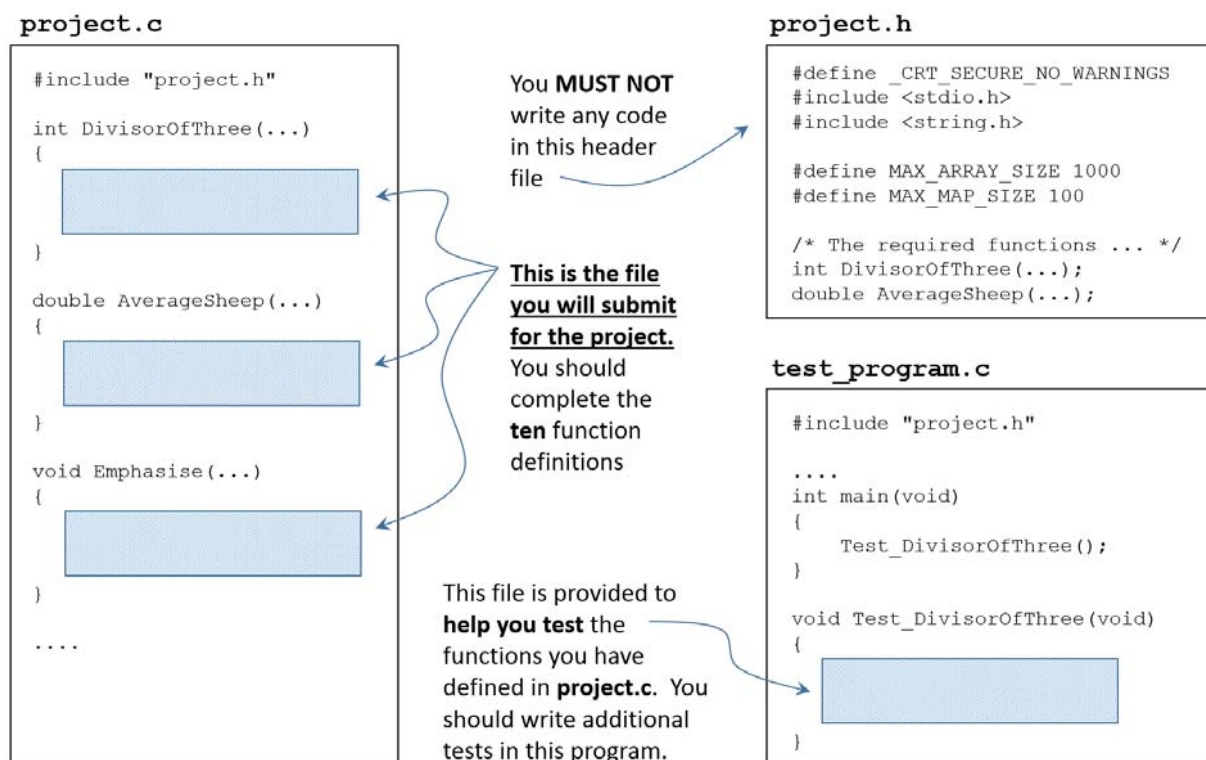 project.c
#include "project.h"
int DivisorOfThree(...)
{
}
double AverageSheep(...)
{
}
void Emphasise(...)
{
}
....
You MUST NOT
write any code
in this header
file
This is the file
you will submit
for the project.
You should
complete the
ten function
definitions
This file is provided to
help you test the
functions you have
defined in project.c. You
should write additional
tests in this program.
project.h
#define _CRT_SECURE_NO_WARNINGS
#include <stdio.h>
#include <string.h>
#define MAX_ARRAY_SIZE 1000
#define MAX_MAP_SIZE 100
/* The required functions ... */
int DivisorOfThree(...);
double AverageSheep(...);
test_program.c
#include "project.h"
....
int main(void)
{
Test_DivisorOfThree();
}
void Test_DivisorOfThree(void)
{
}